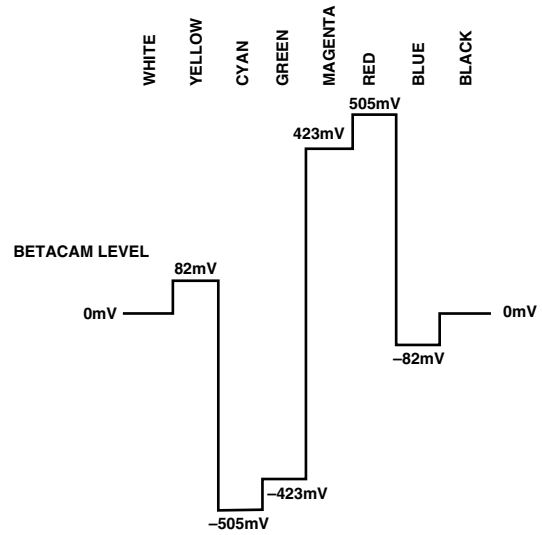 WHITE
YELLOW
CYAN
GREEN
MAGENTA
RED
BLUE
BLACK
505mV
423mV
BETACAM LEVEL
82mV
0mV
0mV
–82mV
–423mV
–505mV